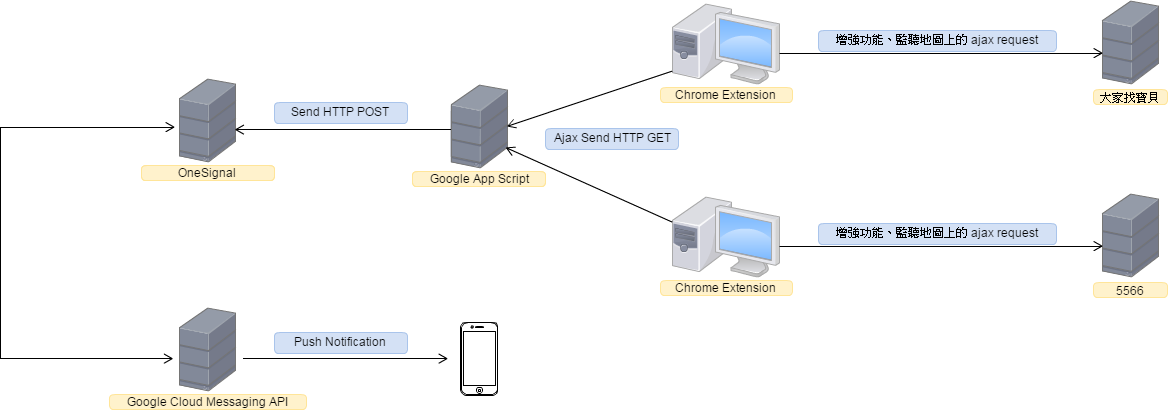 增強功能、監聽地圖上的 ajax request
Chrome Extension
大家找寶貝
Send HTTP POST
Ajax Send HTTP GET
OneSignal
Google App Script
增強功能、監聽地圖上的 ajax request
Chrome Extension
5566
Push Notification
Google Cloud Messaging API